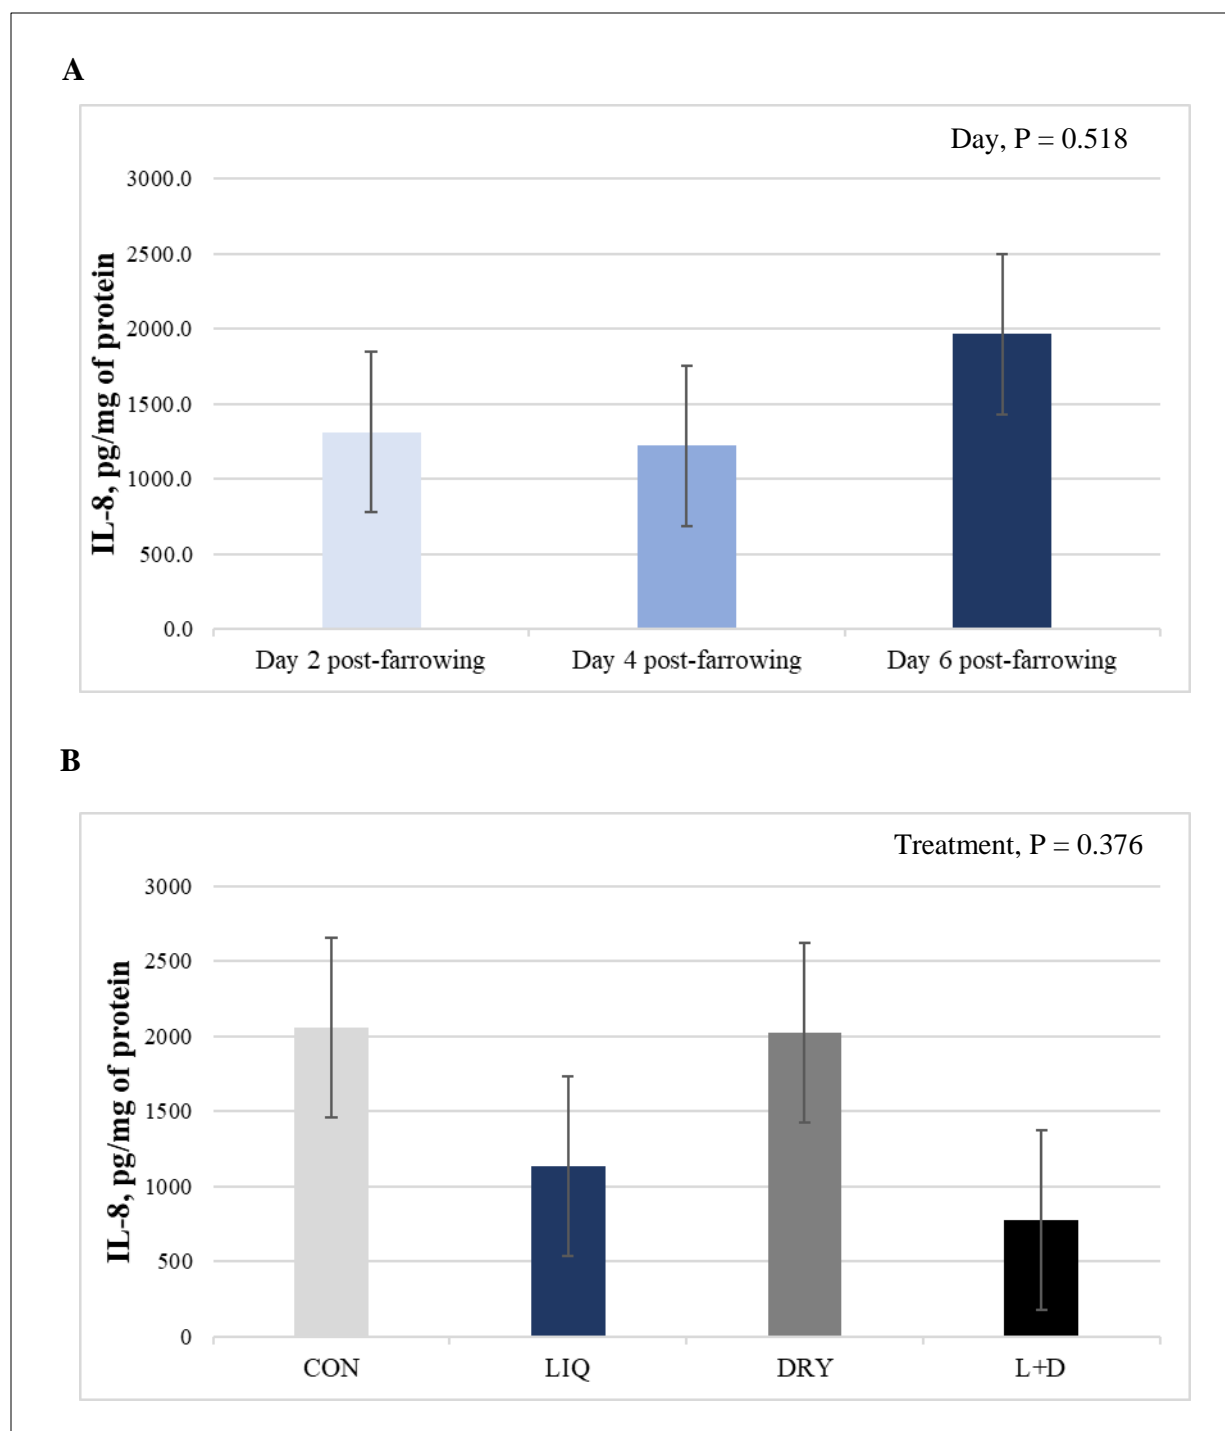 A
Day, P = 0.518
IL-8, pg/mg of protein
3000.0
2500.0
2000.0
1500.0
1000.0
500.0
0.0
Day 2 post-farrowing Day 4 post-farrowing Day 6 post-farrowing
B
Treatment, P = 0.376
IL-8, pg/mg of protein
3000
2500
2000
1500
1000
500
0
CON LIQ DRY L+D